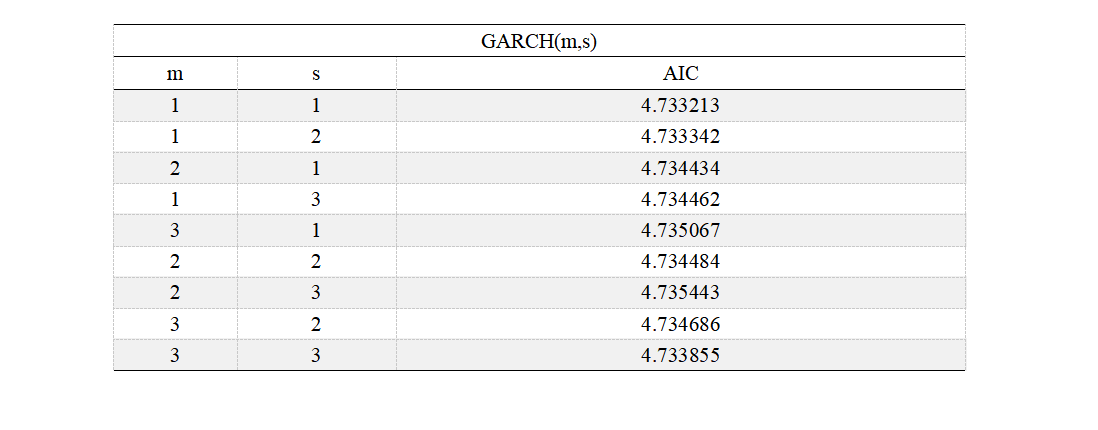 GARCH(m,s)
m s AIC
1 1 4.733213
1 2 4.733342
2 1 4.734434
1 3 4.734462
3 1 4.735067
2 2 4.734484
2 3 4.735443
3 2 4.734686
3 3 4.733855